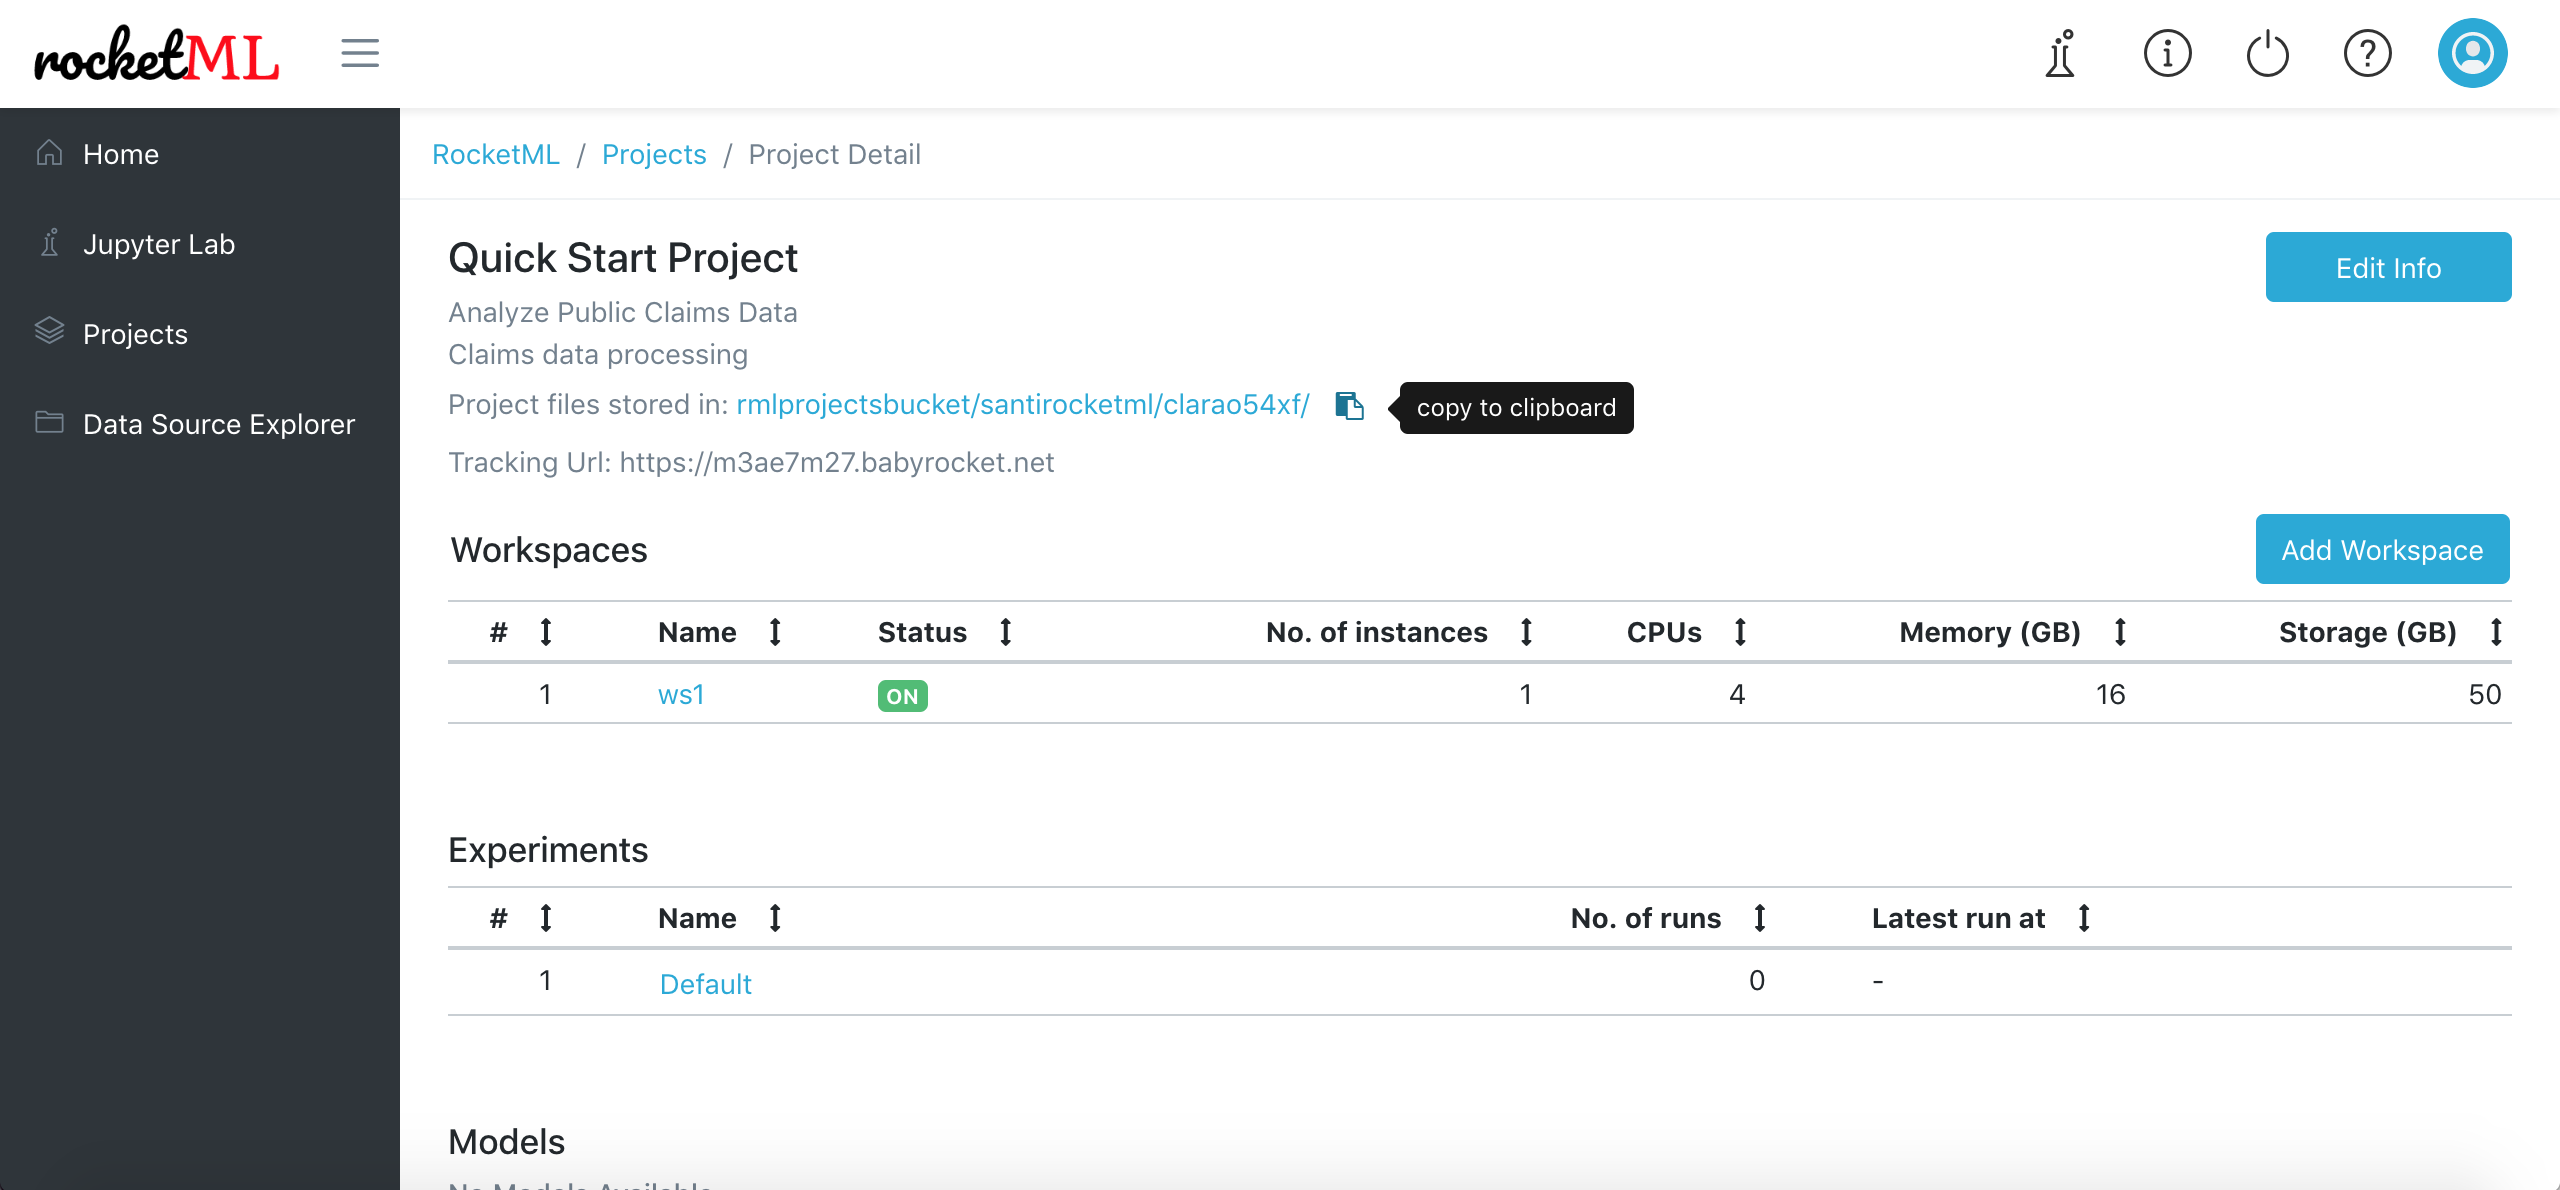 rocketML
Home
Jupyter Lab
Projects
Data Source Explorer
RocketML / Projects / Project Detail
Quick Start Project
Edit Info
Analyze Public Claims Data
Claims data processing
Project files stored in: rmlprojectsbucket/santirocketml/clarao54xf/
copy to clipboard
Tracking Url: https://m3ae7m27.babyrocket.net
Workspaces
Add Workspace
# Name Status No. of instances CPUs Memory (GB) Storage (GB)
1 ws1 ON 1 4 16 50
Experiments
# Name No. of runs Latest run at
1 Default 0 -
Models
No Models Available